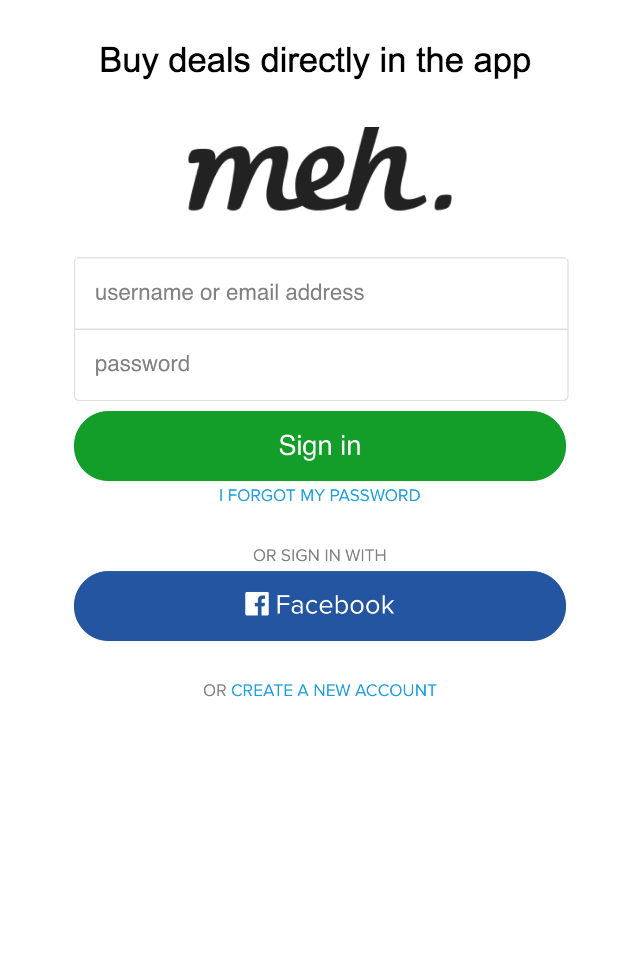 Buy deals directly in the app
meh.
username or email address
password
Sign in
I FORGOT MY PASSWORD
OR SIGN IN WITH
Facebook
OR CREATE A NEW ACCOUNT